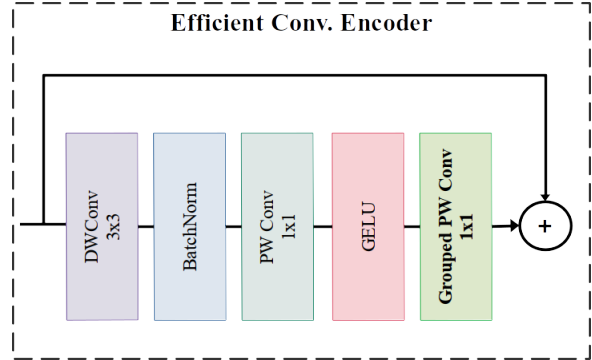 Efficient Conv. Encoder
DWConv
3x3
BatchNorm
PW Conv
1x1
GELU
Grouped PW Conv
1x1
+